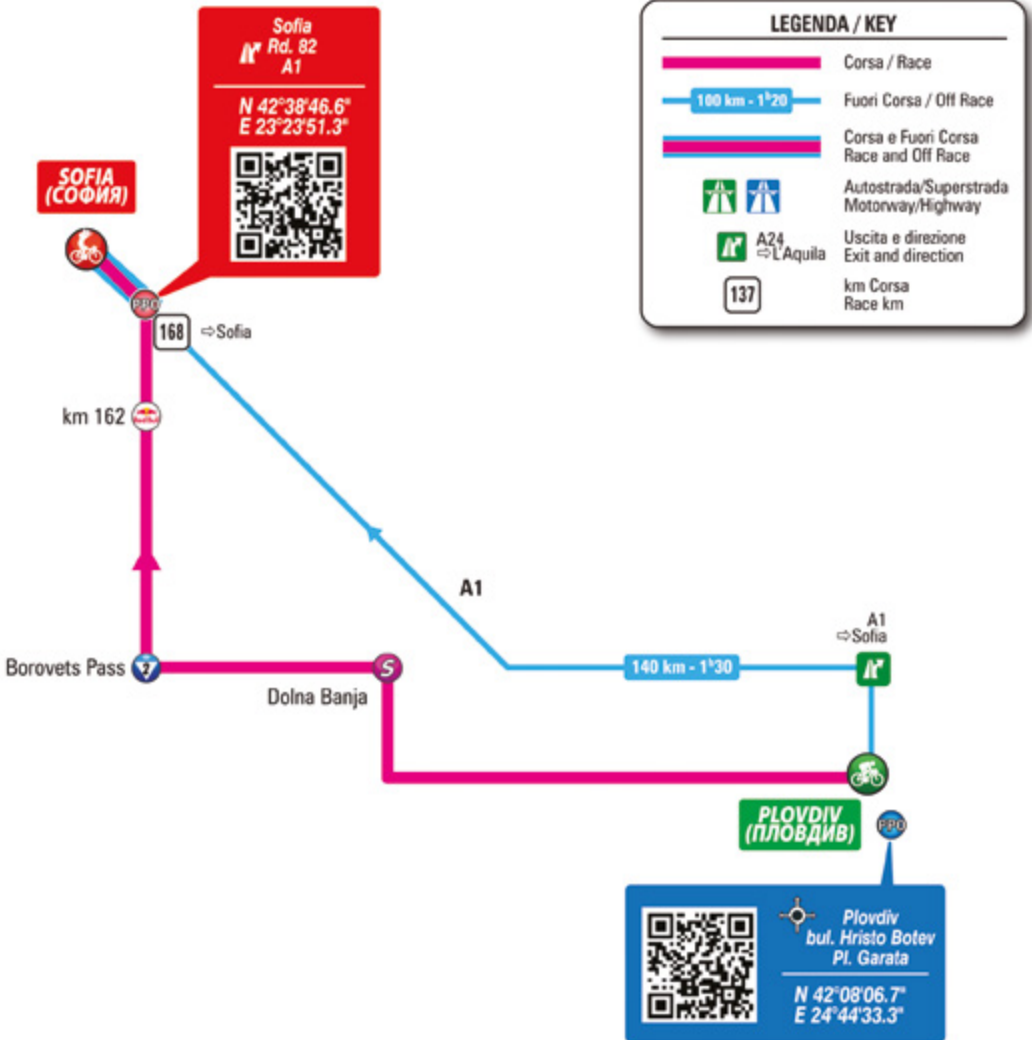 Sofia
Rd. 82
A1
N 42°38'46.6"
E 23°23'51.3"
LEGENDA / KEY
Corsa / Race
100 km - 1ʰ20
Fuori Corsa / Off Race
Corsa e Fuori Corsa
Race and Off Race
Autostrada/Superstrada
Motorway/Highway
A24
⇨L'Aquila
Uscita e direzione
Exit and direction
137
km Corsa
Race km
SOFIA
(СОФИЯ)
PPO
168 ⇨Sofia
km 162
A1
A1
⇨Sofia
140 km - 1ʰ30
Borovets Pass 2
S
Dolna Banja
PLOVDIV
(ПЛОВДИВ)
PPO
Plovdiv
bul. Hristo Botev
Pl. Garata
N 42°08'06.7"
E 24°44'33.3"